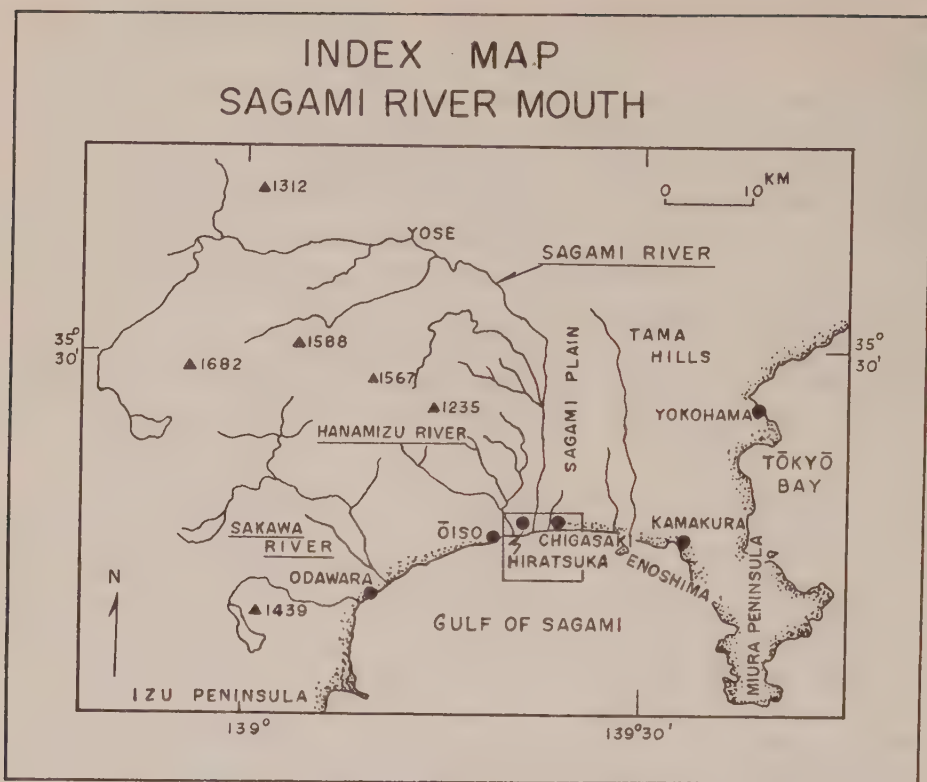 INDEX MAP
SAGAMI RIVER MOUTH
0 10 KM
▲1312
YOSE
SAGAMI RIVER
35°
30'
▲1588
▲1682
▲1567
▲1235
SAGAMI PLAIN
TAMA
HILLS
35°
30'
YOKOHAMA
HANAMIZU RIVER
TŌKYŌ
BAY
SAKAWA
RIVER
ŌISO
CHIGASAK
HIRATSUKA
KAMAKURA
ENOSHIMA
ODAWARA
N
▲1439
GULF OF SAGAMI
MIURA PENINSULA
IZU PENINSULA
139°
139°30'